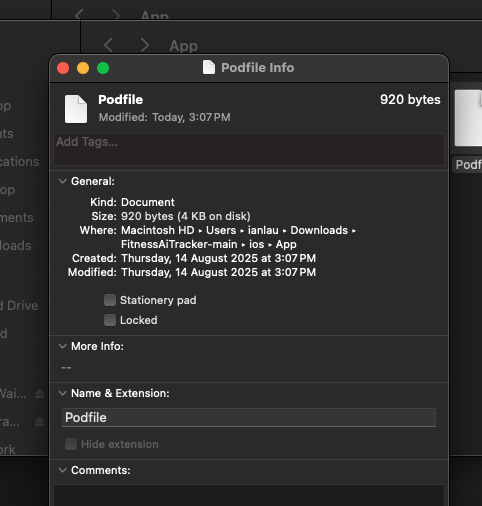 App
App
Podfile Info
Podfile
920 bytes
Modified: Today, 3:07 PM
Add Tags...
General:
Kind: Document
Size: 920 bytes (4 KB on disk)
Where: Macintosh HD ▸ Users ▸ ianlau ▸ Downloads ▸
FitnessAiTracker-main ▸ ios ▸ App
Created: Thursday, 14 August 2025 at 3:07 PM
Modified: Thursday, 14 August 2025 at 3:07 PM
Stationery pad
Locked
More Info:
--
Name & Extension:
Podfile
Hide extension
Comments:
op
nts
cations
op
ments
loads
d Drive
d
Wai...
ra...
ork
Podf